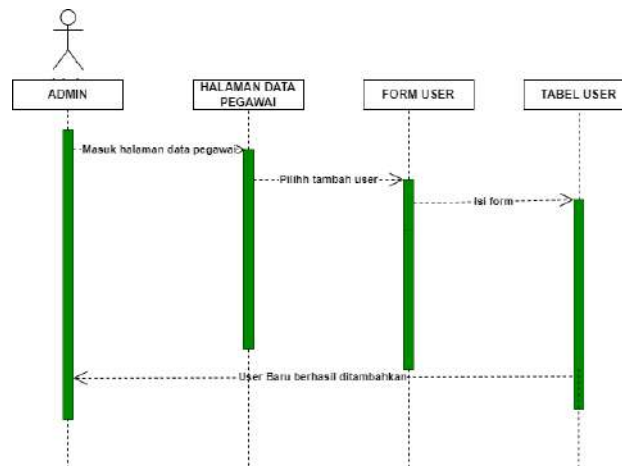 ADMIN
HALAMAN DATA
PEGAWAI
FORM USER
TABEL USER
Masuk halaman data pegawai
Pilihh tambah user
Isi form
User Baru berhasil ditambahkan